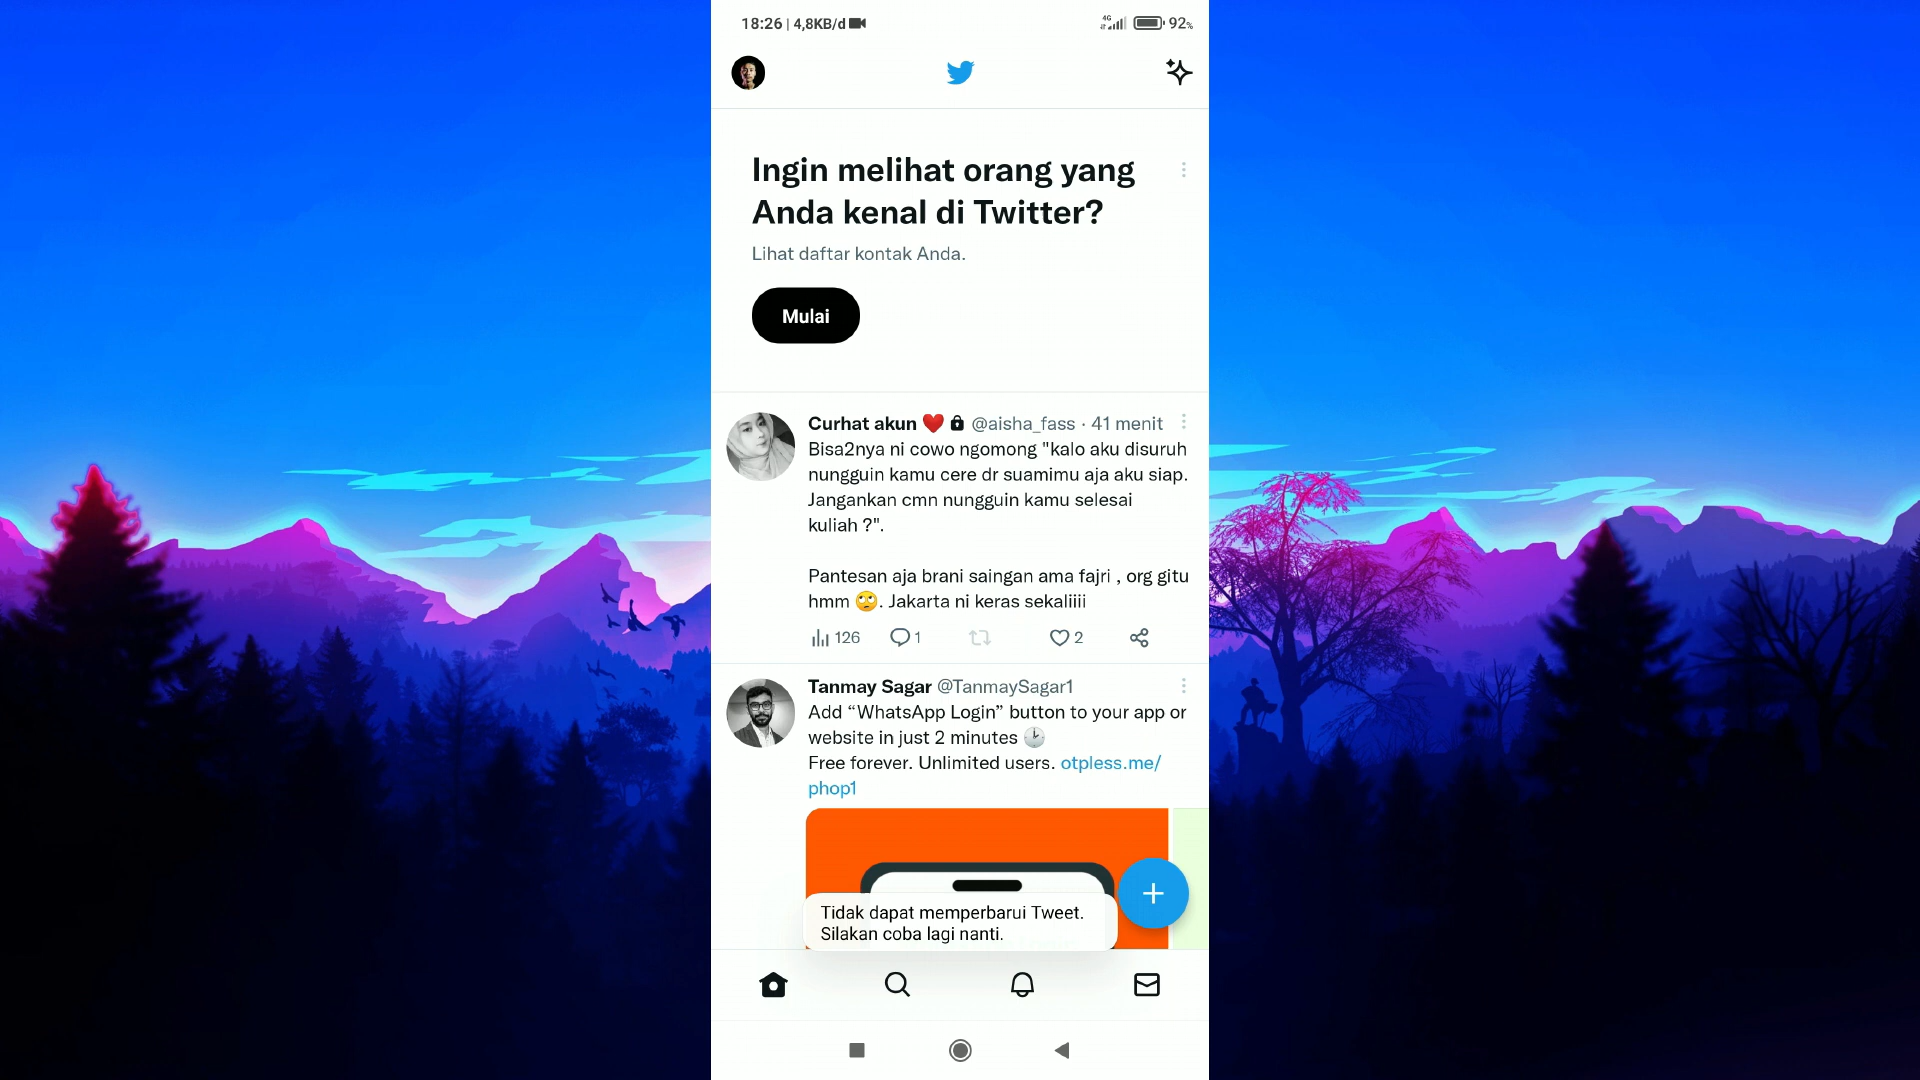 18:26 | 4,8KB/d
4G
92%
Ingin melihat orang yang
Anda kenal di Twitter?
Lihat daftar kontak Anda.
Mulai
Curhat akun ❤️ 🔒 @aisha_fass · 41 menit
Bisa2nya ni cowo ngomong "kalo aku disuruh
nungguin kamu cere dr suamimu aja aku siap.
Jangankan cmn nungguin kamu selesai
kuliah ?".
Pantesan aja brani saingan ama fajri , org gitu
hmm 🙄. Jakarta ni keras sekaliiii
126 1 2
Tanmay Sagar @TanmaySagar1
Add “WhatsApp Login” button to your app or
website in just 2 minutes 🕑
Free forever. Unlimited users. otpless.me/
phop1
Tidak dapat memperbarui Tweet.
Silakan coba lagi nanti.